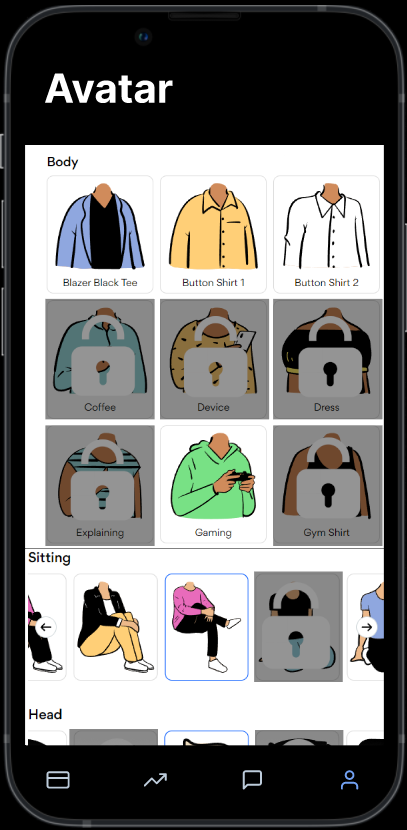 Avatar
Body
Blazer Black Tee
Button Shirt 1
Button Shirt 2
Coffee
Device
Dress
Explaining
Gaming
Gym Shirt
Sitting
Head